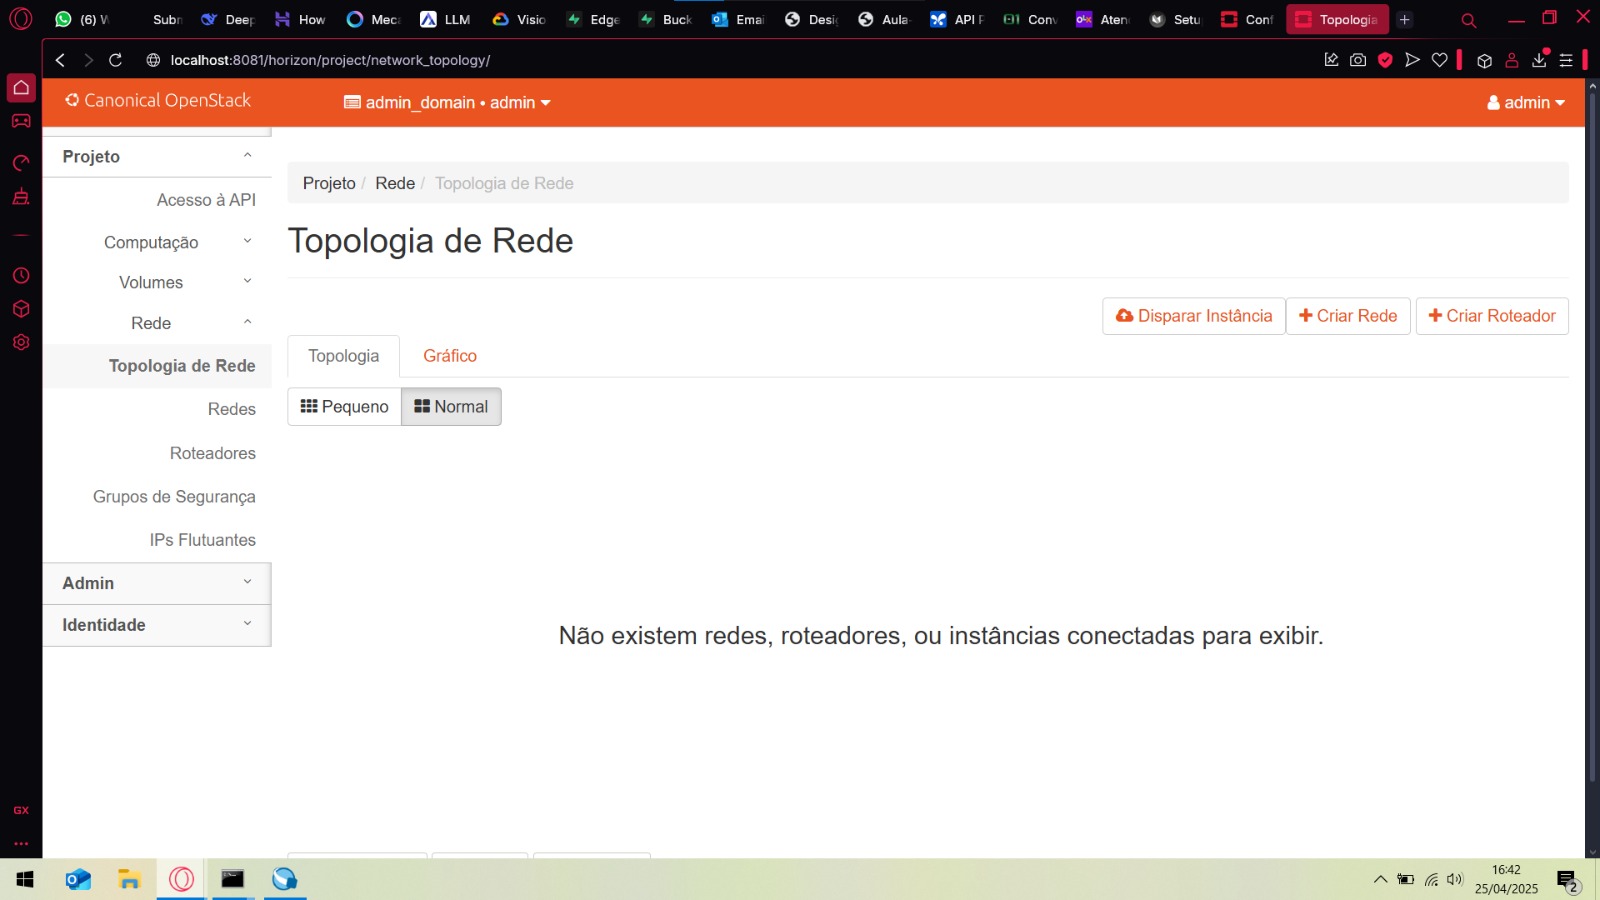 (6) W
Subn
Deep
How
Meca
LLM
Visio
Edge
Buck
Emai
Desig
Aula-
API P
Conv
Aten
Setu
Conf
Topologia
localhost:8081/horizon/project/network_topology/
Canonical OpenStack
admin_domain • admin
admin
Projeto
Acesso à API
Computação
Volumes
Rede
Topologia de Rede
Redes
Roteadores
Grupos de Segurança
IPs Flutuantes
Admin
Identidade
Projeto / Rede / Topologia de Rede
Topologia de Rede
Disparar Instância
Criar Rede
Criar Roteador
Topologia
Gráfico
Pequeno
Normal
Não existem redes, roteadores, ou instâncias conectadas para exibir.
GX
16:42
25/04/2025
2